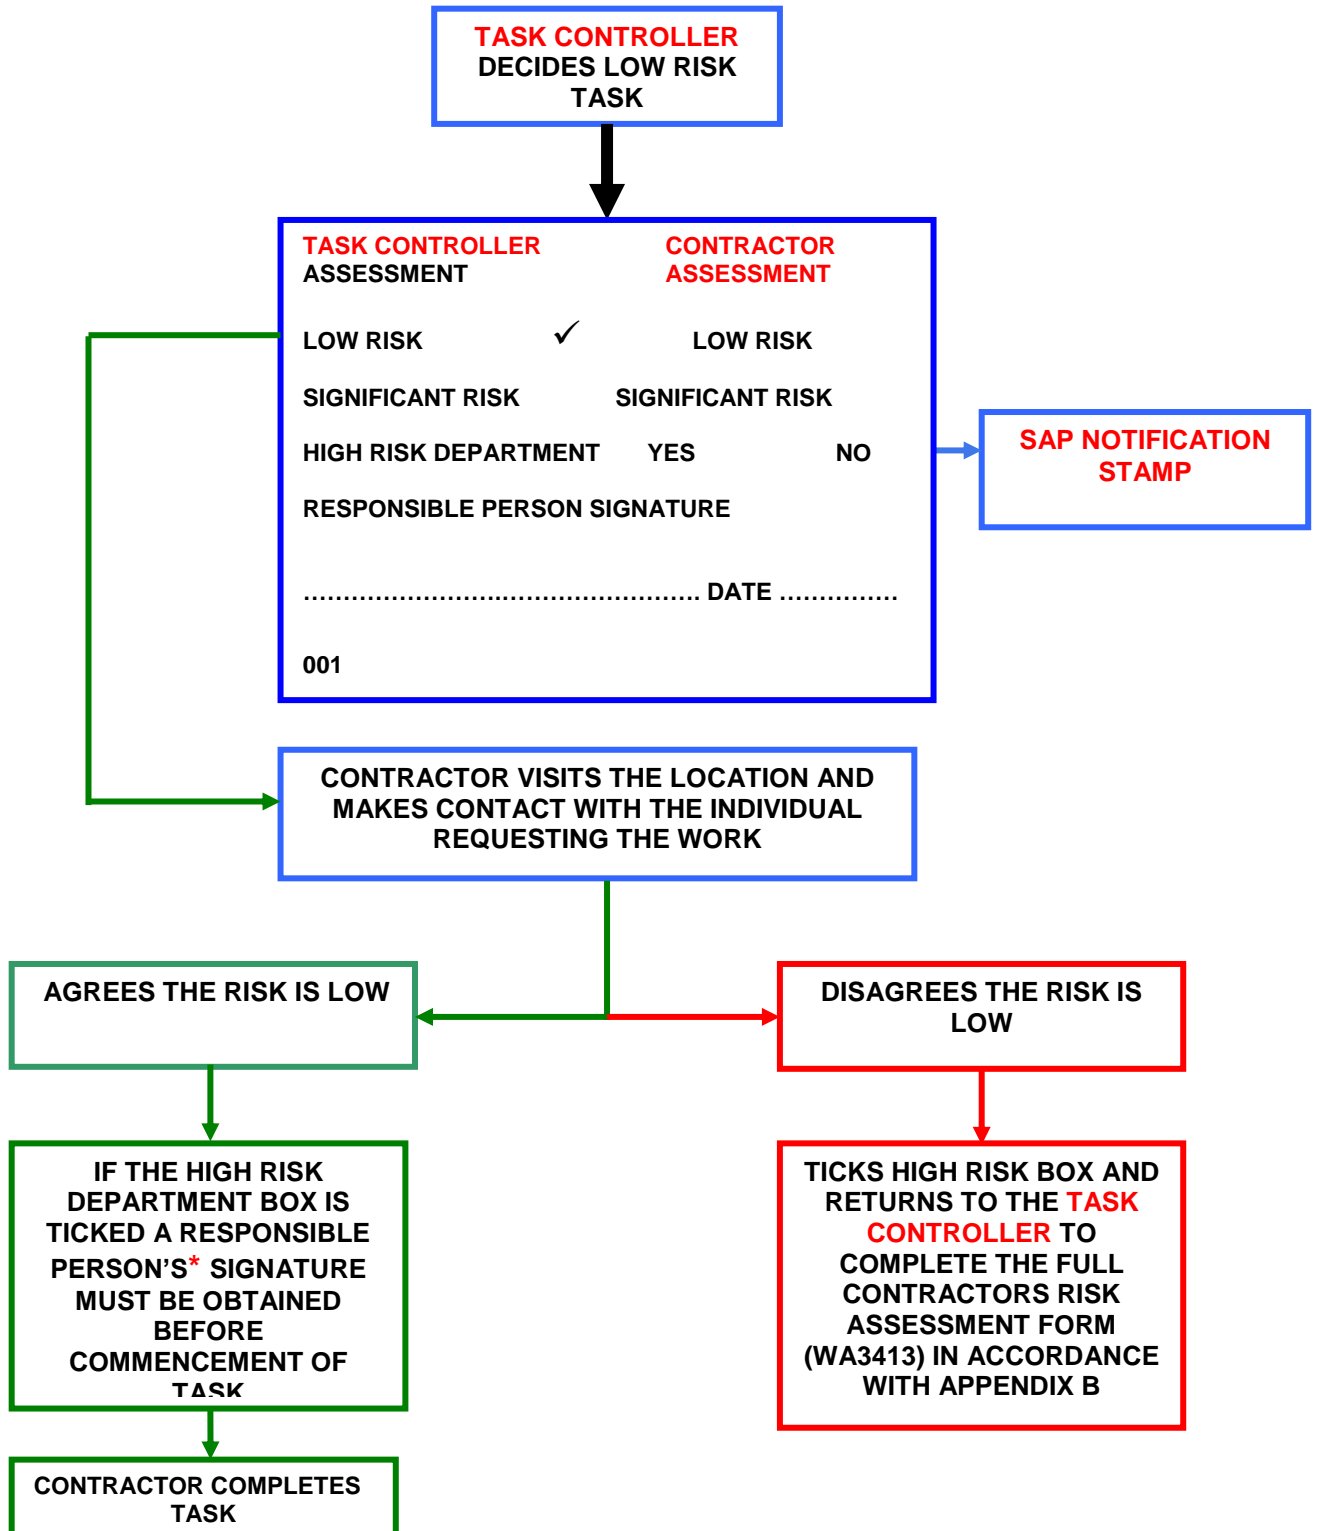 TASK CONTROLLER
DECIDES LOW RISK
TASK
TASK CONTROLLER CONTRACTOR
ASSESSMENT ASSESSMENT
LOW RISK ✓ LOW RISK
SIGNIFICANT RISK SIGNIFICANT RISK
HIGH RISK DEPARTMENT YES NO
RESPONSIBLE PERSON SIGNATURE
…………………….……………………. DATE ……………
001
SAP NOTIFICATION
STAMP
CONTRACTOR VISITS THE LOCATION AND
MAKES CONTACT WITH THE INDIVIDUAL
REQUESTING THE WORK
AGREES THE RISK IS LOW
DISAGREES THE RISK IS
LOW
IF THE HIGH RISK
DEPARTMENT BOX IS
TICKED A RESPONSIBLE
PERSON’S* SIGNATURE
MUST BE OBTAINED
BEFORE
COMMENCEMENT OF
TASK
TICKS HIGH RISK BOX AND
RETURNS TO THE TASK
CONTROLLER TO
COMPLETE THE FULL
CONTRACTORS RISK
ASSESSMENT FORM
(WA3413) IN ACCORDANCE
WITH APPENDIX B
CONTRACTOR COMPLETES
TASK